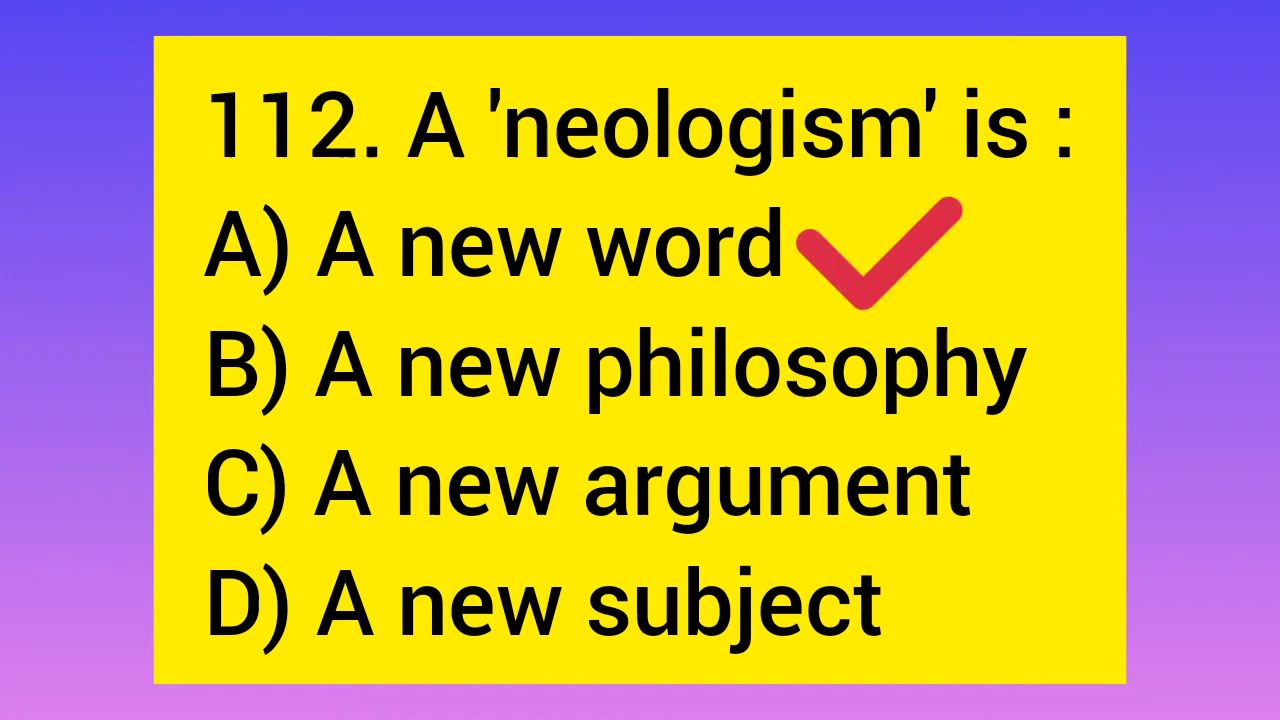 112. A 'neologism' is :
A) A new word
B) A new philosophy
C) A new argument
D) A new subject